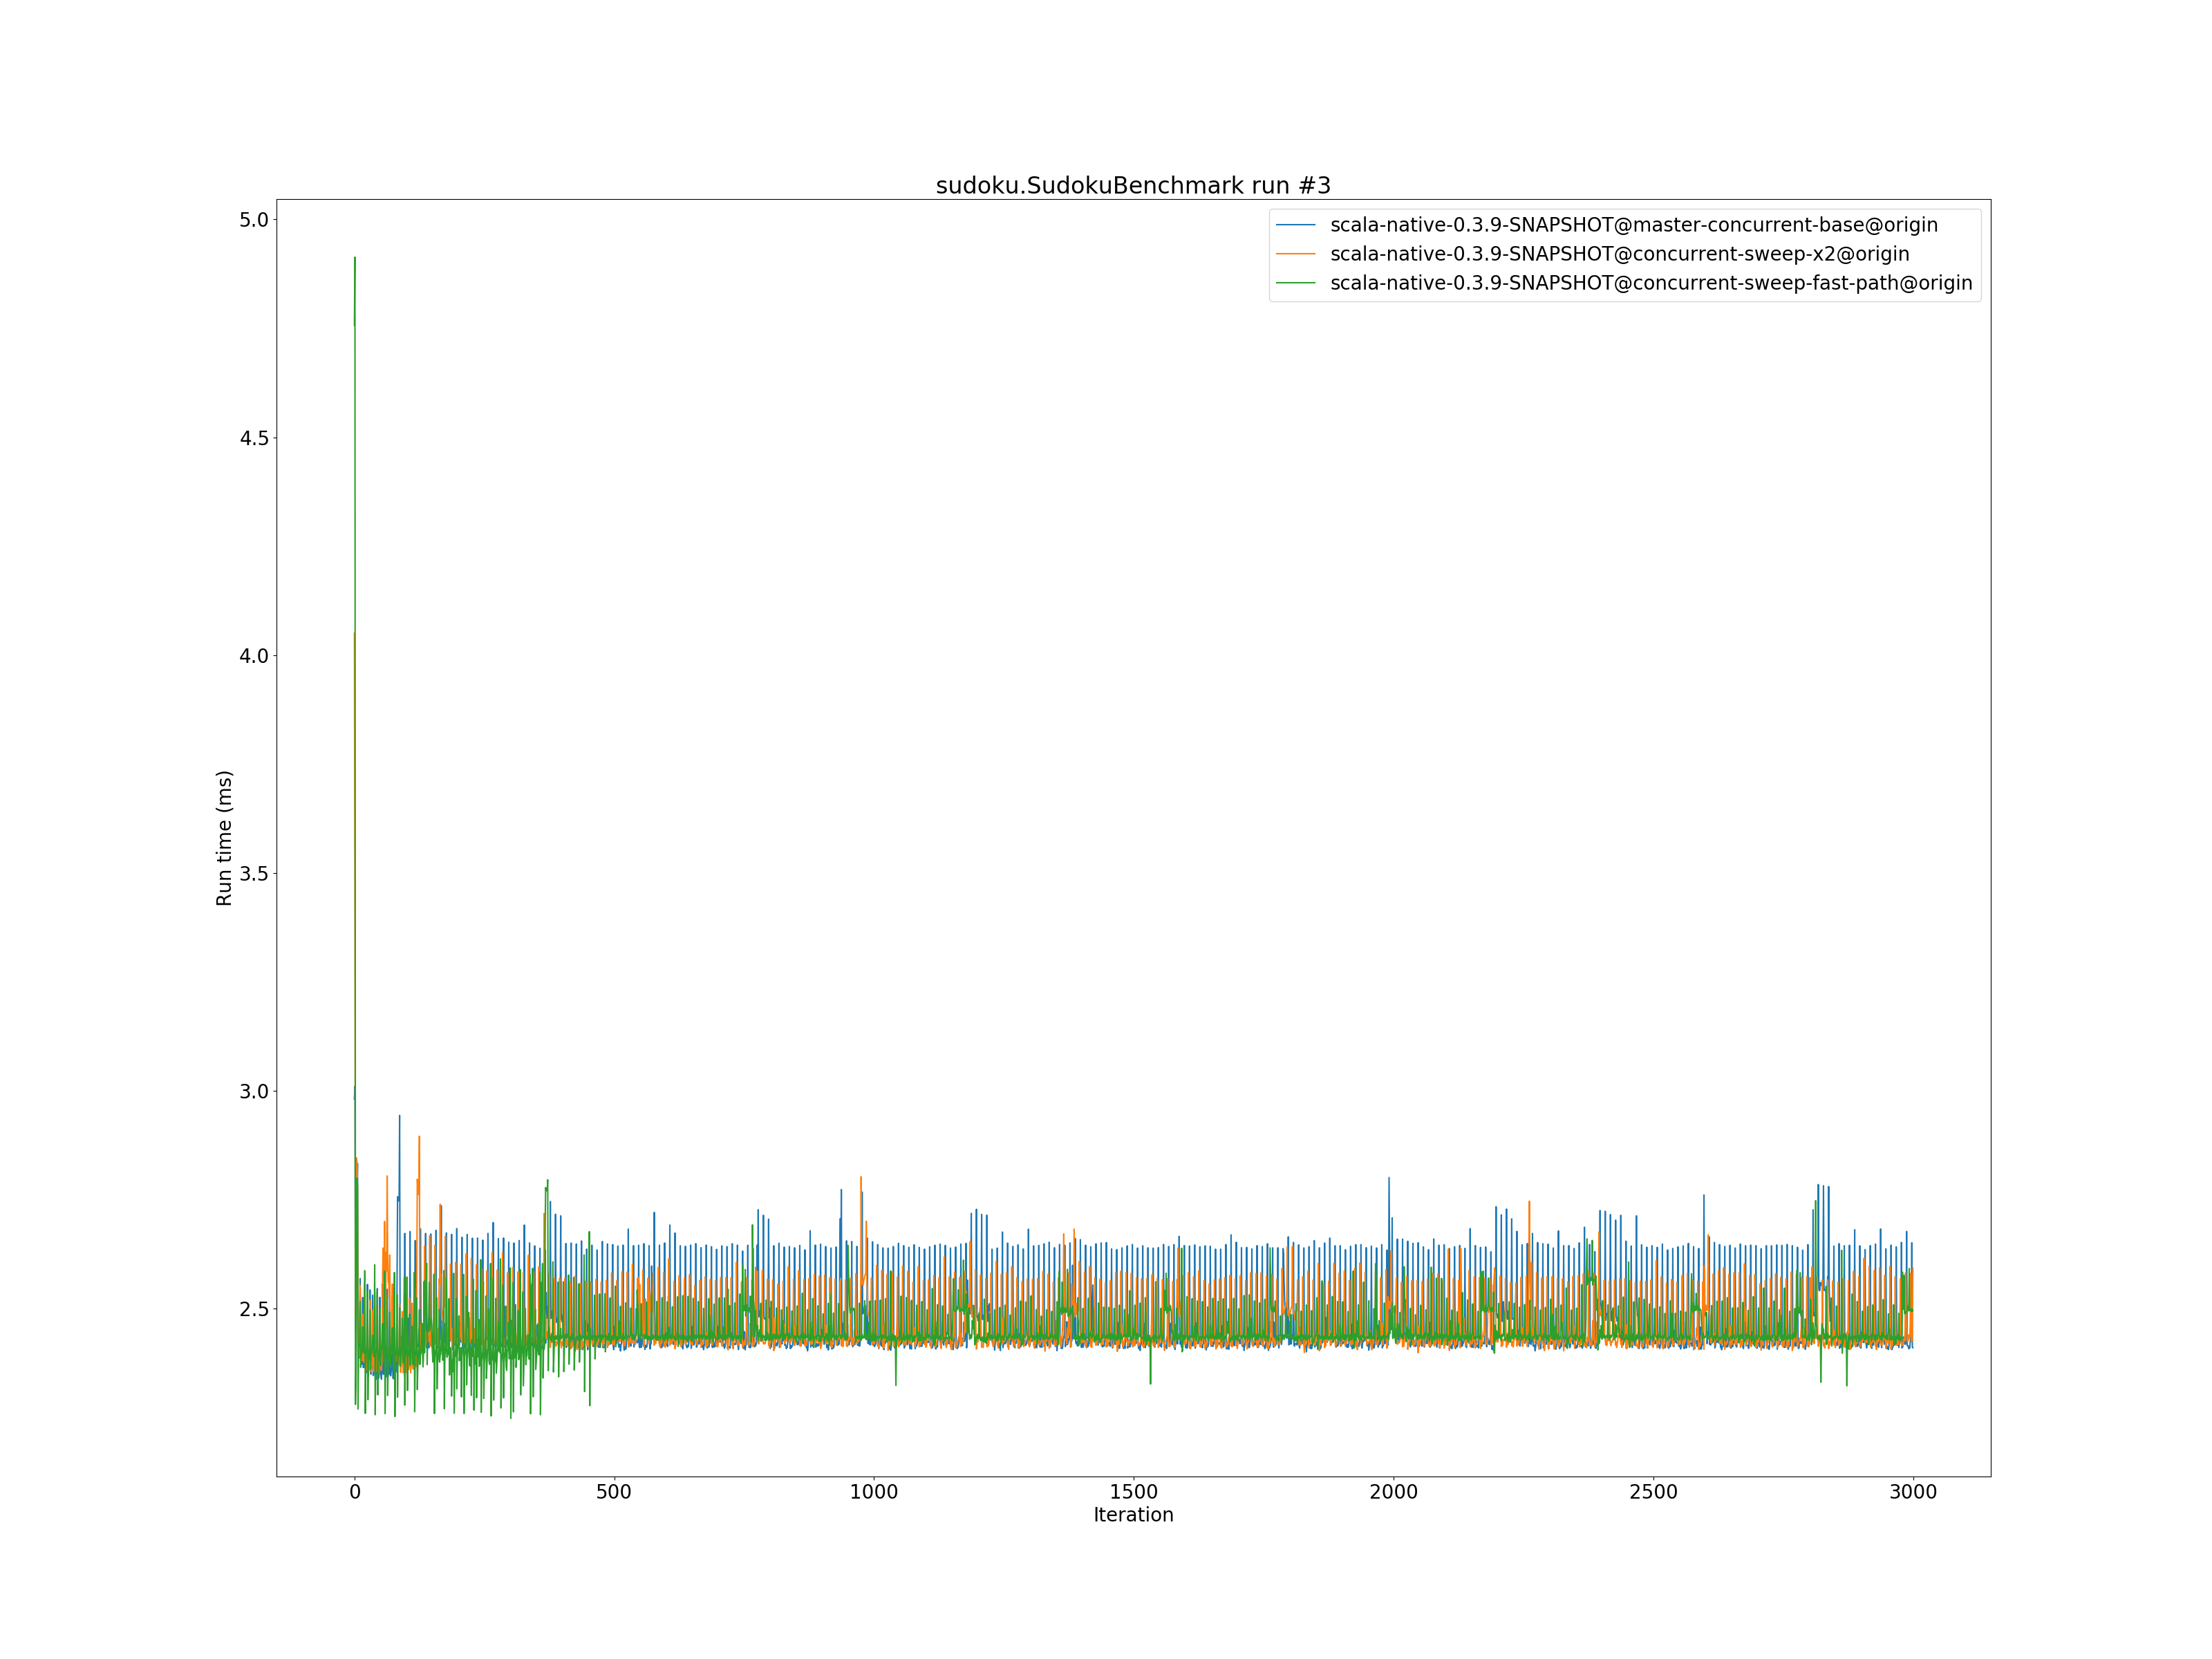 sudoku.SudokuBenchmark run #3
scala-native-0.3.9-SNAPSHOT@master-concurrent-base@origin
scala-native-0.3.9-SNAPSHOT@concurrent-sweep-x2@origin
scala-native-0.3.9-SNAPSHOT@concurrent-sweep-fast-path@origin
Run time (ms)
5.0
4.5
4.0
3.5
3.0
2.5
0 500 1000 1500 2000 2500 3000
Iteration